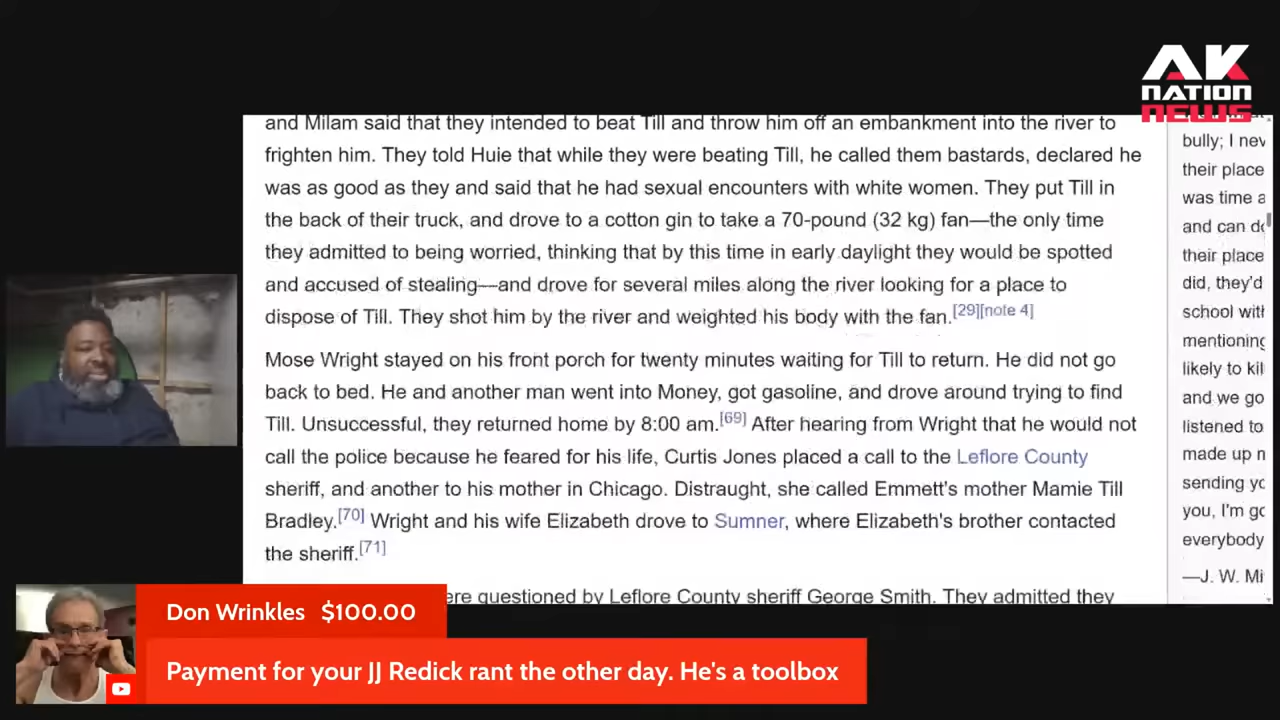 AK
NATION
NEWS
and Milam said that they intended to beat Till and throw him off an embankment into the river to
frighten him. They told Huie that while they were beating Till, he called them bastards, declared he
was as good as they and said that he had sexual encounters with white women. They put Till in
the back of their truck, and drove to a cotton gin to take a 70-pound (32 kg) fan—the only time
they admitted to being worried, thinking that by this time in early daylight they would be spotted
and accused of stealing—and drove for several miles along the river looking for a place to
dispose of Till. They shot him by the river and weighted his body with the fan.[29][note 4]
Mose Wright stayed on his front porch for twenty minutes waiting for Till to return. He did not go
back to bed. He and another man went into Money, got gasoline, and drove around trying to find
Till. Unsuccessful, they returned home by 8:00 am.[69] After hearing from Wright that he would not
call the police because he feared for his life, Curtis Jones placed a call to the Leflore County
sheriff, and another to his mother in Chicago. Distraught, she called Emmett's mother Mamie Till
Bradley.[70] Wright and his wife Elizabeth drove to Sumner, where Elizabeth's brother contacted
the sheriff.[71]
ere questioned by Leflore County sheriff George Smith. They admitted they
bully; I nev
their place
was time a
and can do
their place
did, they'd
school with
mentioning
likely to kil
and we go
listened to
made up m
sending yo
you, I'm go
everybody
—J. W. Mi
Don Wrinkles $100.00
Payment for your JJ Redick rant the other day. He's a toolbox